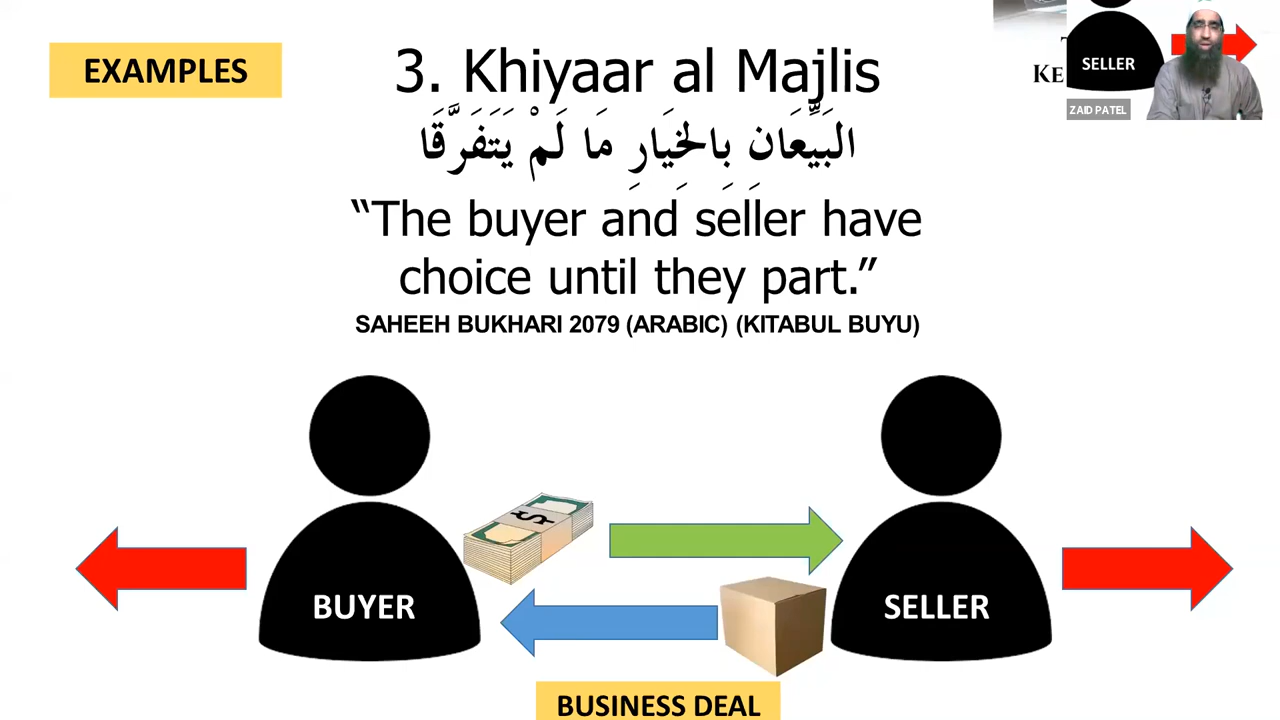 EXAMPLES
3. Khiyaar al Majlis
البَيِّعَانِ بِالخَيَارِ مَا لَمْ يَتَفَرَّقَا
“The buyer and seller have
choice until they part.”
SAHEEH BUKHARI 2079 (ARABIC) (KITABUL BUYU)
BUYER
SELLER
BUSINESS DEAL
SELLER
ZAID PATEL